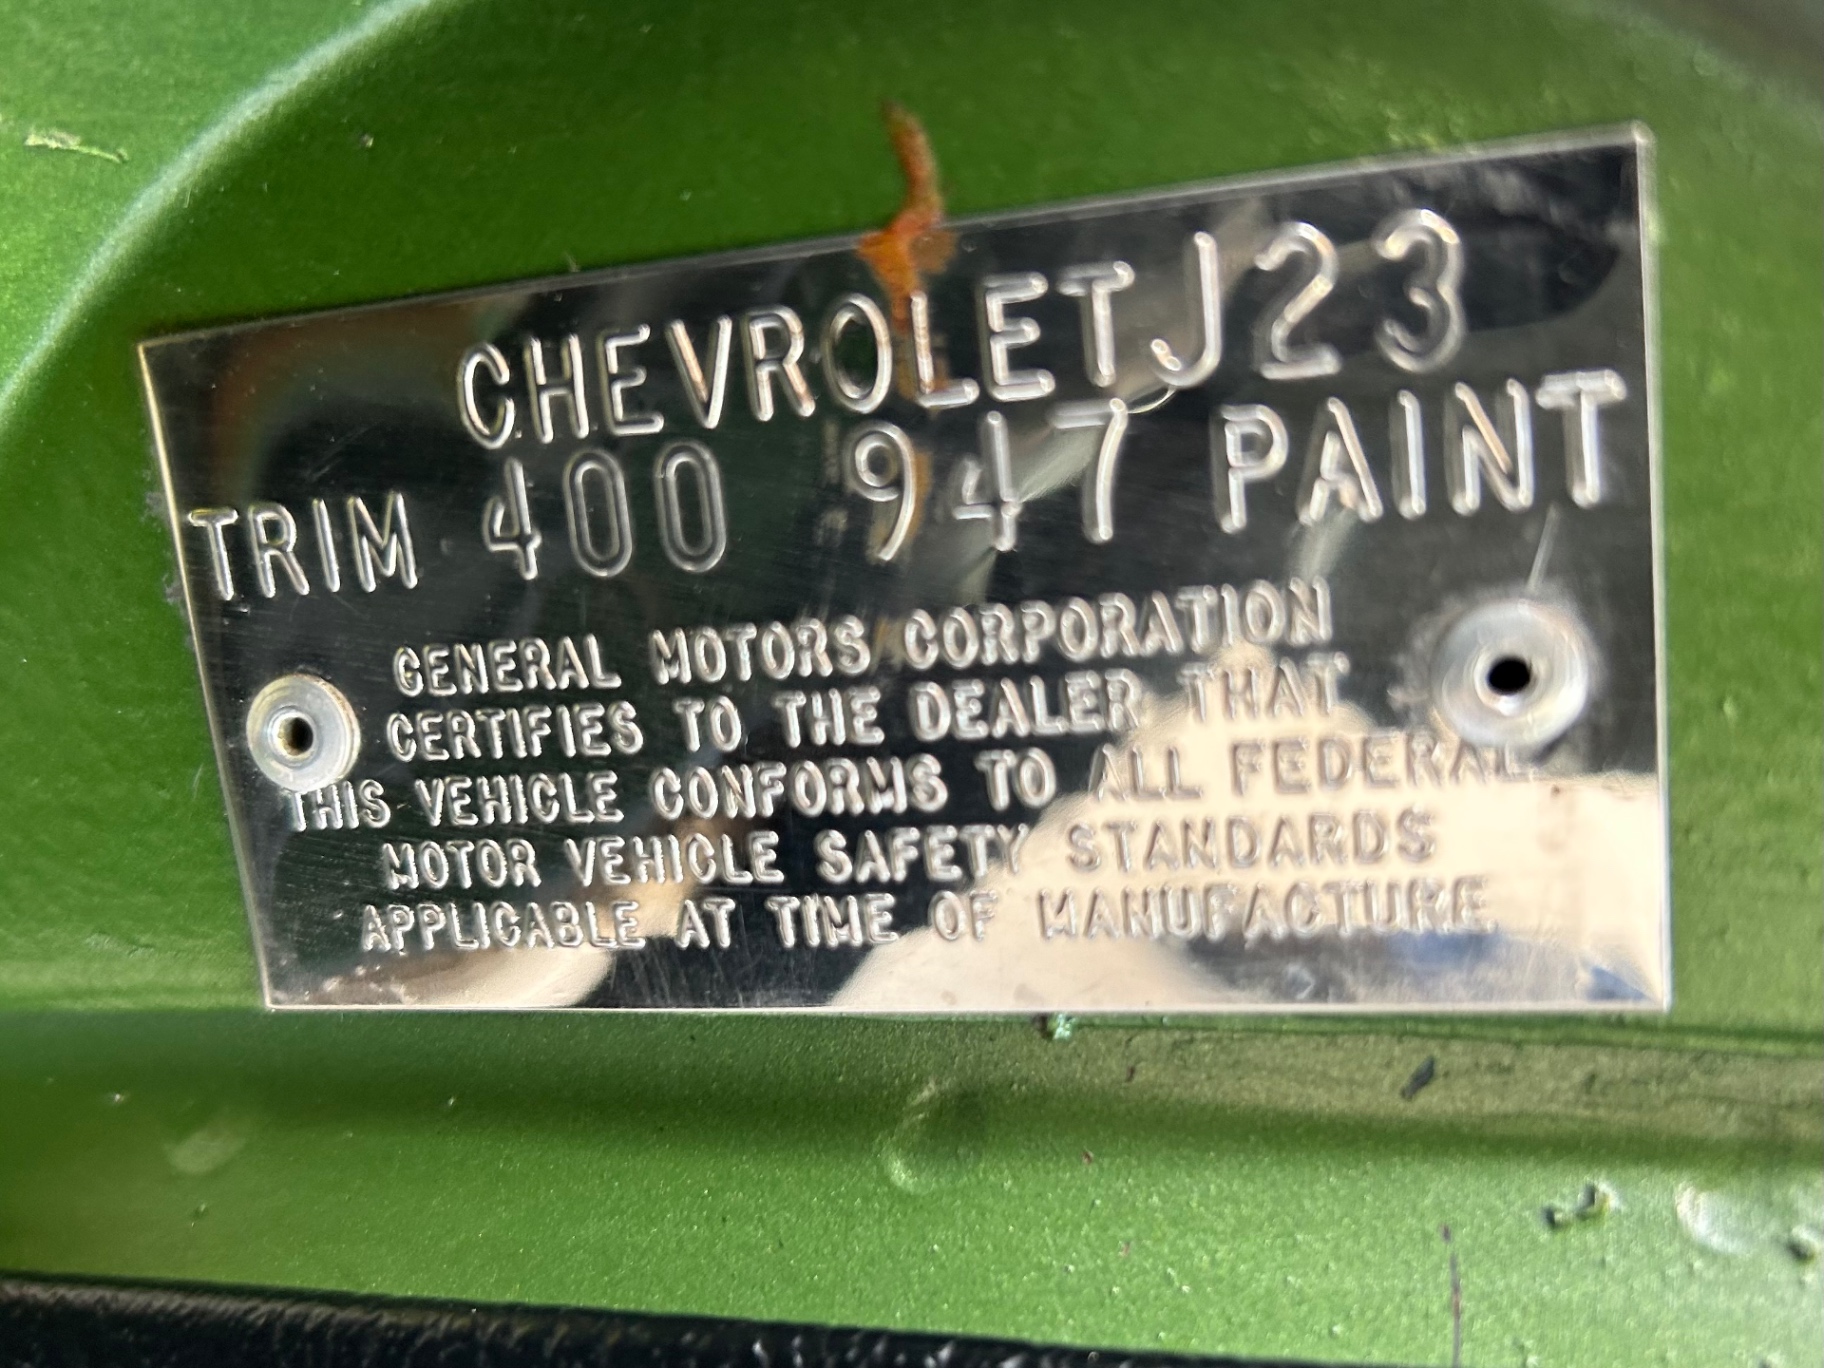 CHEVROLET J23
TRIM 400 947 PAINT
GENERAL MOTORS CORPORATION
CERTIFIES TO THE DEALER THAT
THIS VEHICLE CONFORMS TO ALL FEDERAL
MOTOR VEHICLE SAFETY STANDARDS
APPLICABLE AT TIME OF MANUFACTURE